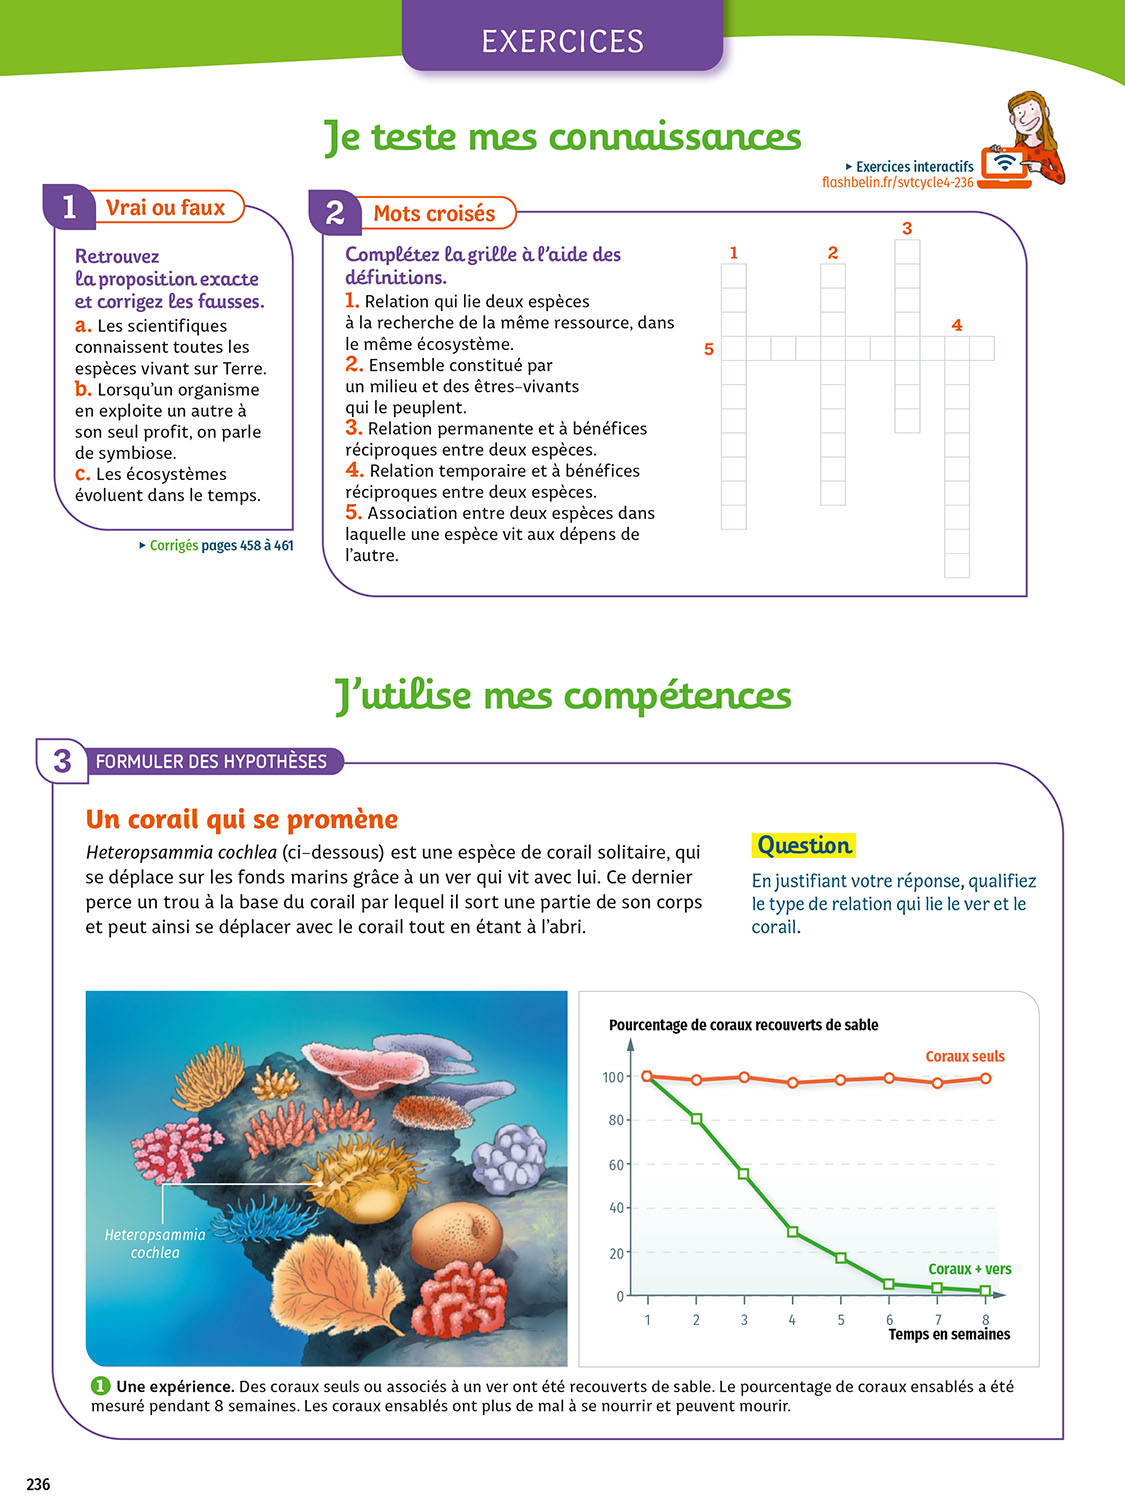 EXERCICES
Je teste mes connaissances
▸ Exercices interactifs
flashbelin.fr/svtcycle4-236
1 Vrai ou faux
Retrouvez
la proposition exacte
et corrigez les fausses.
a. Les scientifiques
connaissent toutes les
espèces vivant sur Terre.
b. Lorsqu'un organisme
en exploite un autre à
son seul profit, on parle
de symbiose.
c. Les écosystèmes
évoluent dans le temps.
▸ Corrigés pages 458 à 461
2 Mots croisés
Complétez la grille à l'aide des
définitions.
1. Relation qui lie deux espèces
à la recherche de la même ressource, dans
le même écosystème.
2. Ensemble constitué par
un milieu et des êtres-vivants
qui le peuplent.
3. Relation permanente et à bénéfices
réciproques entre deux espèces.
4. Relation temporaire et à bénéfices
réciproques entre deux espèces.
5. Association entre deux espèces dans
laquelle une espèce vit aux dépens de
l'autre.
3
1 2
4
5
J'utilise mes compétences
3 FORMULER DES HYPOTHÈSES
Un corail qui se promène
Heteropsammia cochlea (ci-dessous) est une espèce de corail solitaire, qui
se déplace sur les fonds marins grâce à un ver qui vit avec lui. Ce dernier
perce un trou à la base du corail par lequel il sort une partie de son corps
et peut ainsi se déplacer avec le corail tout en étant à l'abri.
Question
En justifiant votre réponse, qualifiez
le type de relation qui lie le ver et le
corail.
Heteropsammia
cochlea
Pourcentage de coraux recouverts de sable
Coraux seuls
100
80
60
40
20
Coraux + vers
0
1 2 3 4 5 6 7 8
Temps en semaines
1 Une expérience. Des coraux seuls ou associés à un ver ont été recouverts de sable. Le pourcentage de coraux ensablés a été
mesuré pendant 8 semaines. Les coraux ensablés ont plus de mal à se nourrir et peuvent mourir.
236